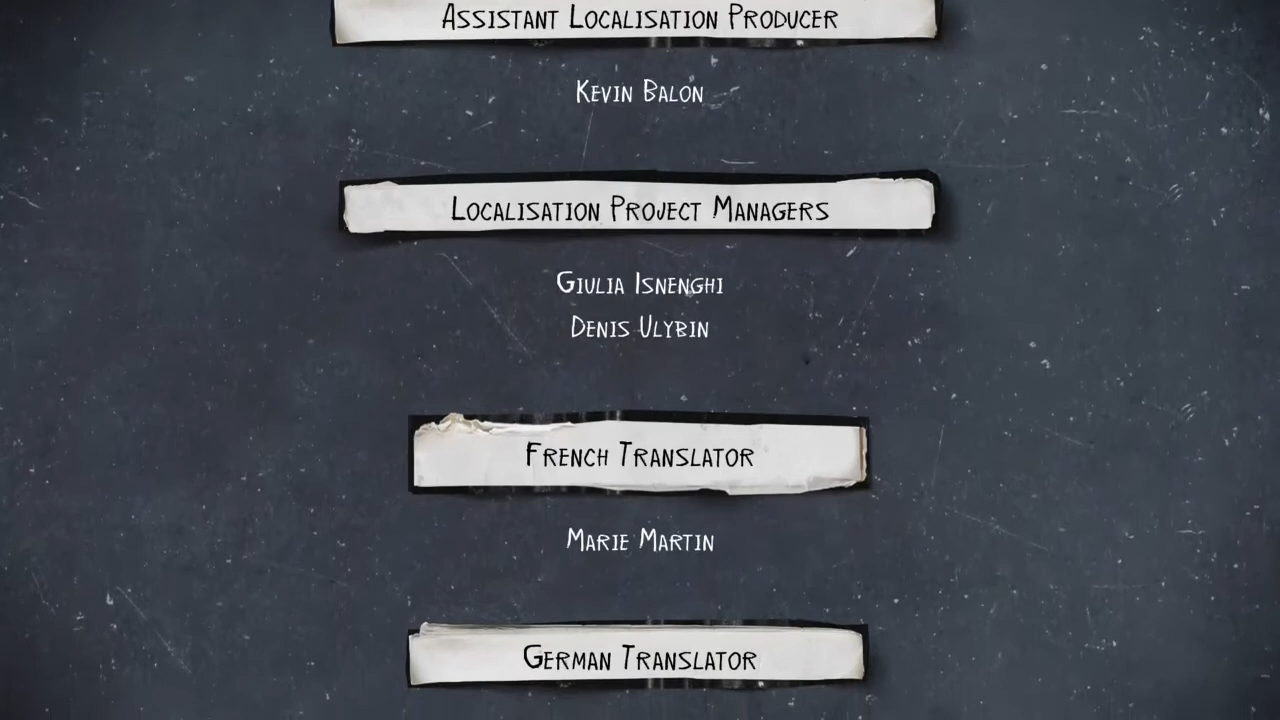 Assistant Localisation Producer
Kevin Balon
Localisation Project Managers
Giulia Isnenghi
Denis Ulybin
French Translator
Marie Martin
German Translator